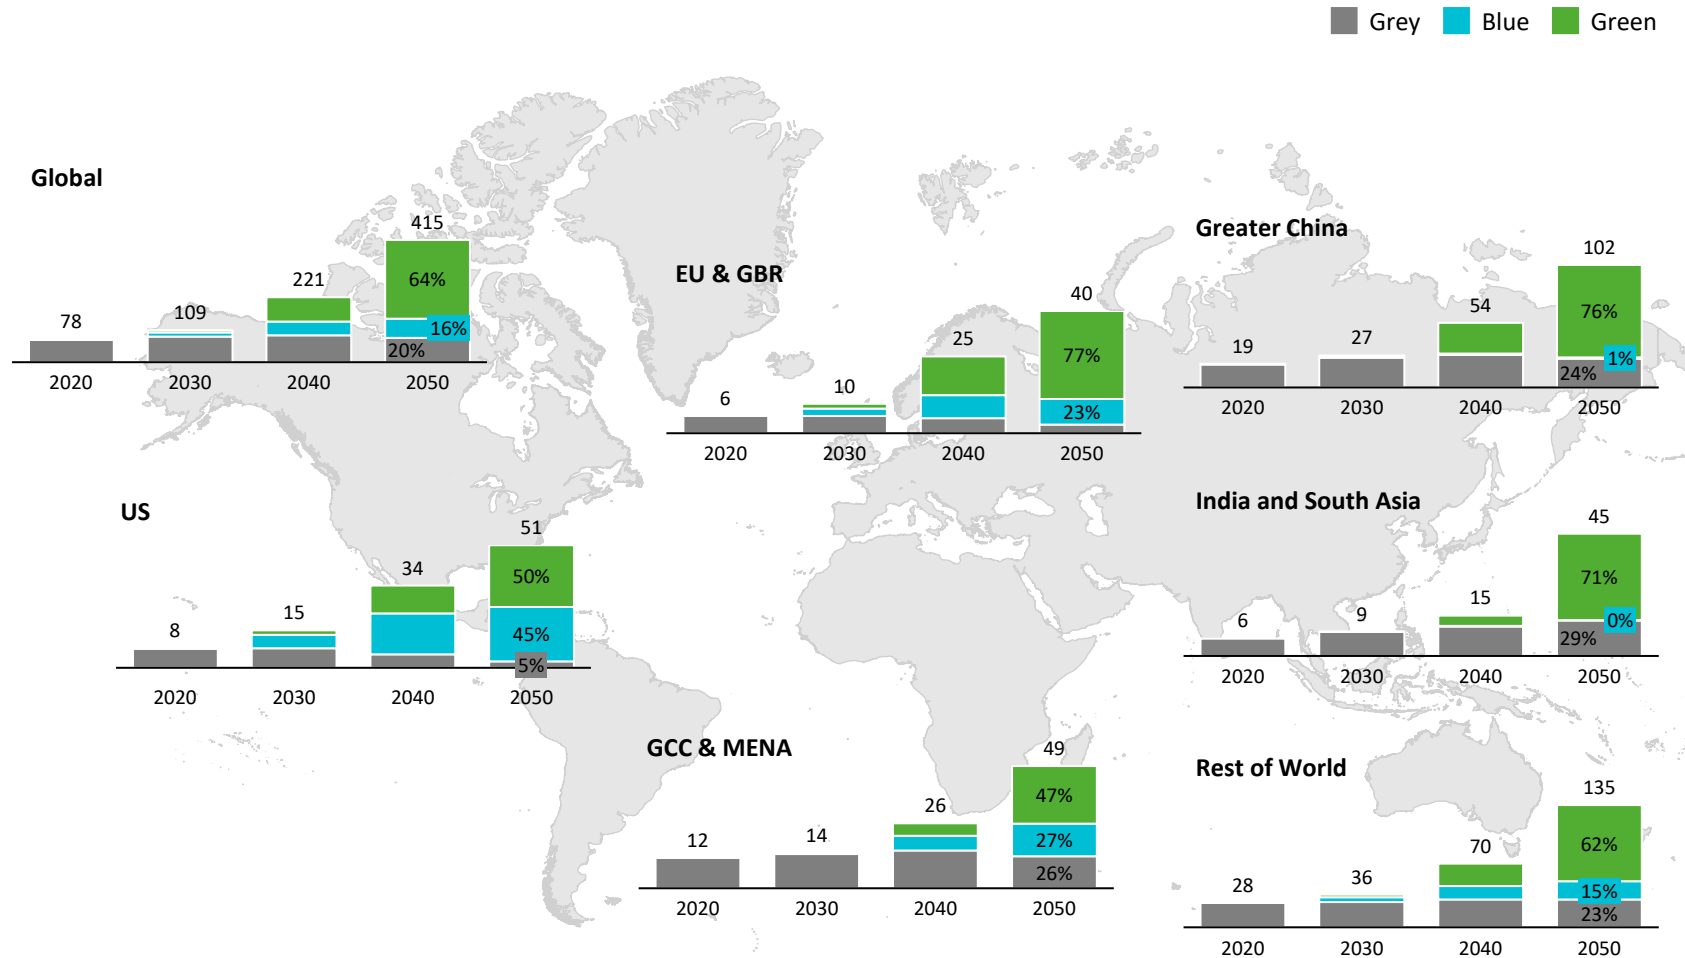 Grey Blue Green
Global
78 109 221 415
64%
16%
20%
2020 2030 2040 2050
EU & GBR
6 10 25 40
77%
23%
2020 2030 2040 2050
Greater China
19 27 54 102
76%
1%
24%
2020 2030 2040 2050
US
8 15 34 51
50%
45%
5%
2020 2030 2040 2050
India and South Asia
6 9 15 45
71%
0%
29%
2020 2030 2040 2050
GCC & MENA
12 14 26 49
47%
27%
26%
2020 2030 2040 2050
Rest of World
28 36 70 135
62%
15%
23%
2020 2030 2040 2050